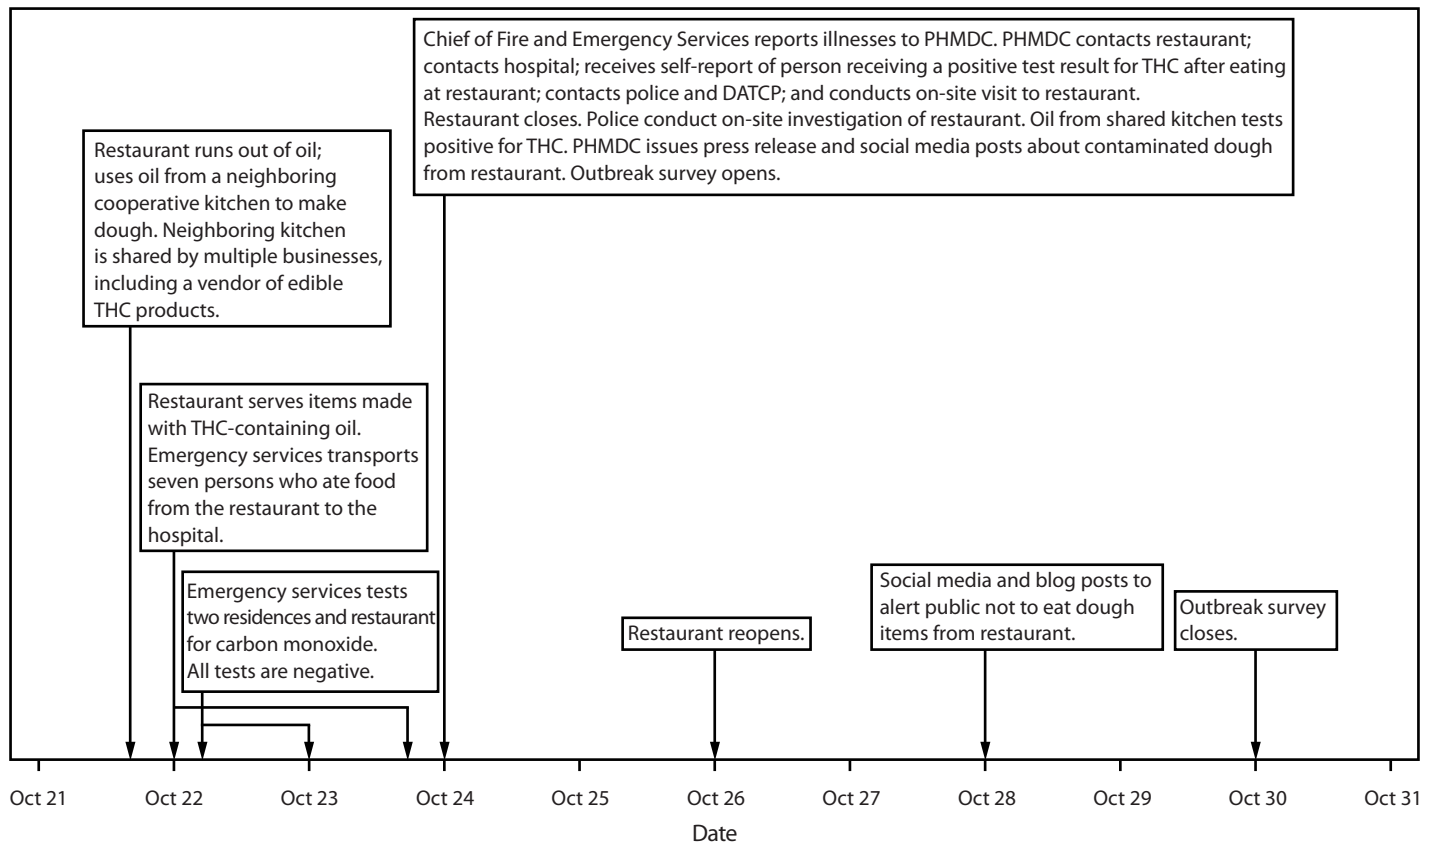 Chief of Fire and Emergency Services reports illnesses to PHMDC. PHMDC contacts restaurant;
contacts hospital; receives self-report of person receiving a positive test result for THC after eating
at restaurant; contacts police and DATCP; and conducts on-site visit to restaurant.
Restaurant closes. Police conduct on-site investigation of restaurant. Oil from shared kitchen tests
positive for THC. PHMDC issues press release and social media posts about contaminated dough
from restaurant. Outbreak survey opens.
Restaurant runs out of oil;
uses oil from a neighboring
cooperative kitchen to make
dough. Neighboring kitchen
is shared by multiple businesses,
including a vendor of edible
THC products.
Restaurant serves items made
with THC-containing oil.
Emergency services transports
seven persons who ate food
from the restaurant to the
hospital.
Emergency services tests
two residences and restaurant
for carbon monoxide.
All tests are negative.
Restaurant reopens.
Social media and blog posts to
alert public not to eat dough
items from restaurant.
Outbreak survey
closes.
Oct 21
Oct 22
Oct 23
Oct 24
Oct 25
Oct 26
Oct 27
Oct 28
Oct 29
Oct 30
Oct 31
Date